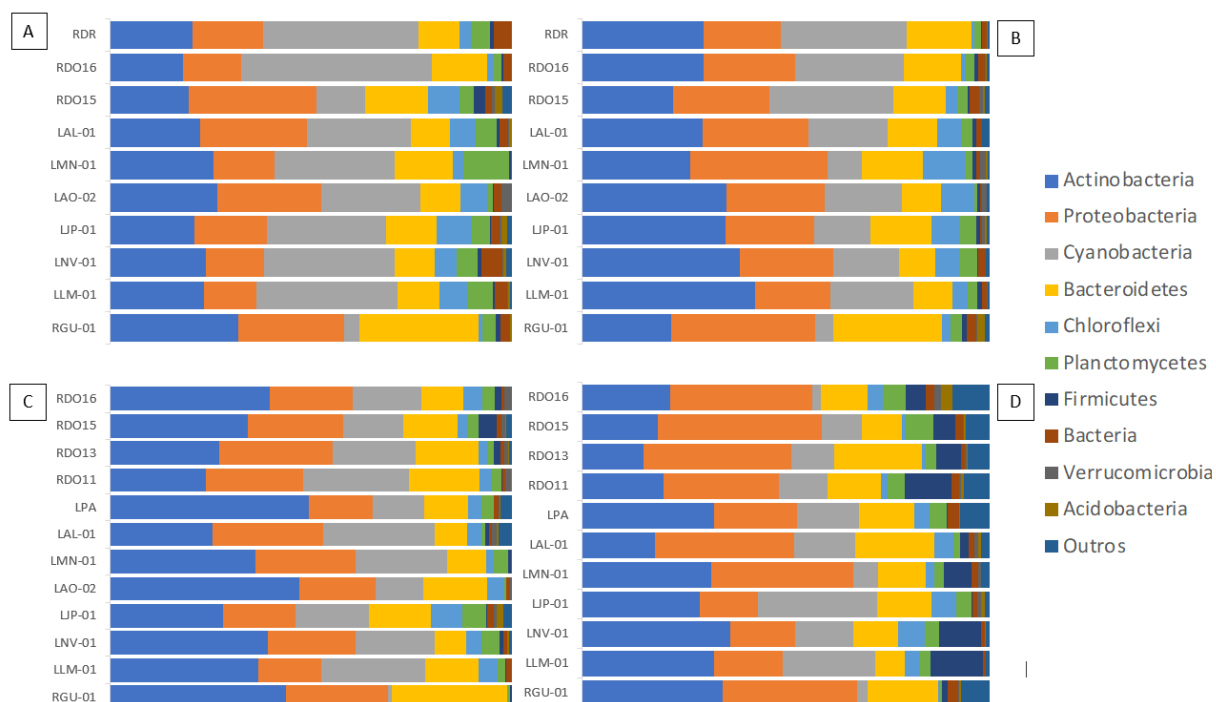 A
RDR
RDO16
RDO15
LAL-01
LMN-01
LAO-02
LJP-01
LNV-01
LLM-01
RGU-01
B
RDR
RDO16
RDO15
LAL-01
LMN-01
LAO-02
LJP-01
LNV-01
LLM-01
RGU-01
C
RDO16
RDO15
RDO13
RDO11
LPA
LAL-01
LMN-01
LAO-02
LJP-01
LNV-01
LLM-01
RGU-01
D
RDO16
RDO15
RDO13
RDO11
LPA
LAL-01
LMN-01
LJP-01
LNV-01
LLM-01
RGU-01
Actinobacteria
Proteobacteria
Cyanobacteria
Bacteroidetes
Chloroflexi
Planctomycetes
Firmicutes
Bacteria
Verrucomicrobia
Acidobacteria
Outros